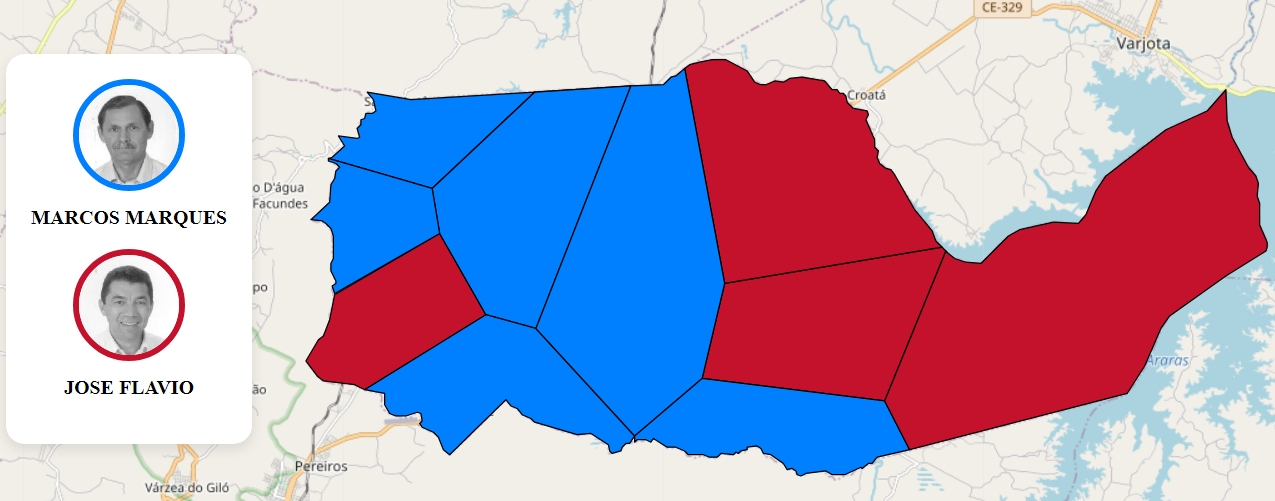 CE-329
Varjota
Croatá
o D'água
Facundes
MARCOS MARQUES
po
JOSE FLAVIO
Araras
ão
Pereiros
Várzea do Giló